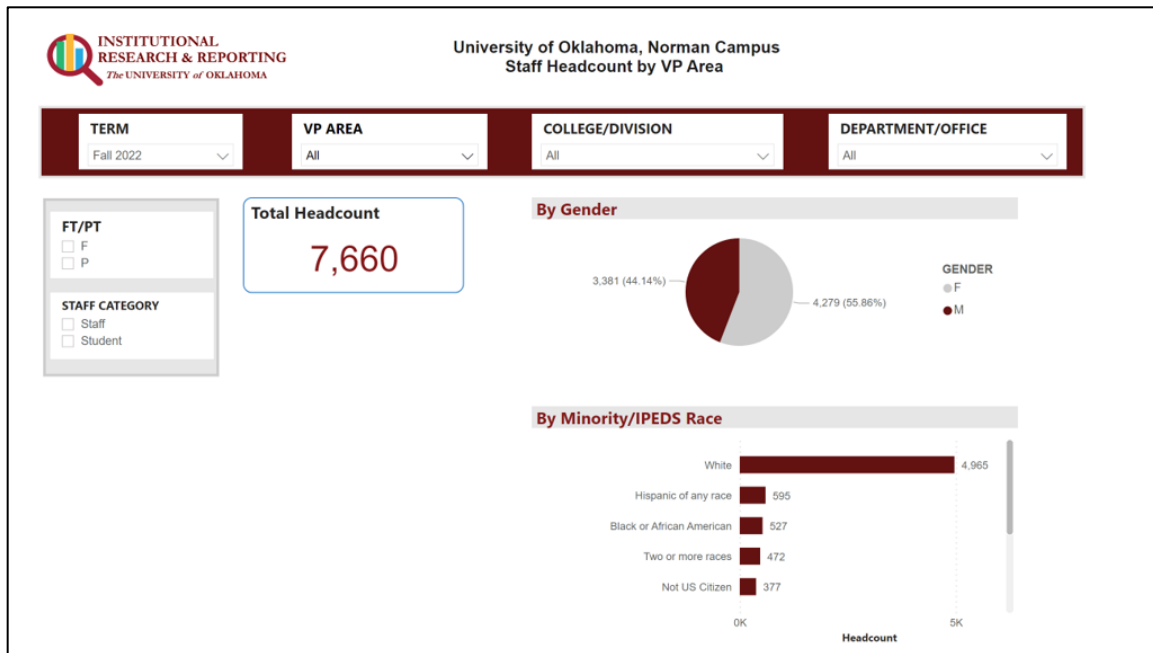 INSTITUTIONAL
RESEARCH & REPORTING
The UNIVERSITY of OKLAHOMA
University of Oklahoma, Norman Campus
Staff Headcount by VP Area
TERM
Fall 2022
VP AREA
All
COLLEGE/DIVISION
All
DEPARTMENT/OFFICE
All
FT/PT
F
P
STAFF CATEGORY
Staff
Student
Total Headcount
7,660
By Gender
3,381 (44.14%)
4,279 (55.86%)
GENDER
F
M
By Minority/IPEDS Race
White 4,965
Hispanic of any race 595
Black or African American 527
Two or more races 472
Not US Citizen 377
0K 5K
Headcount